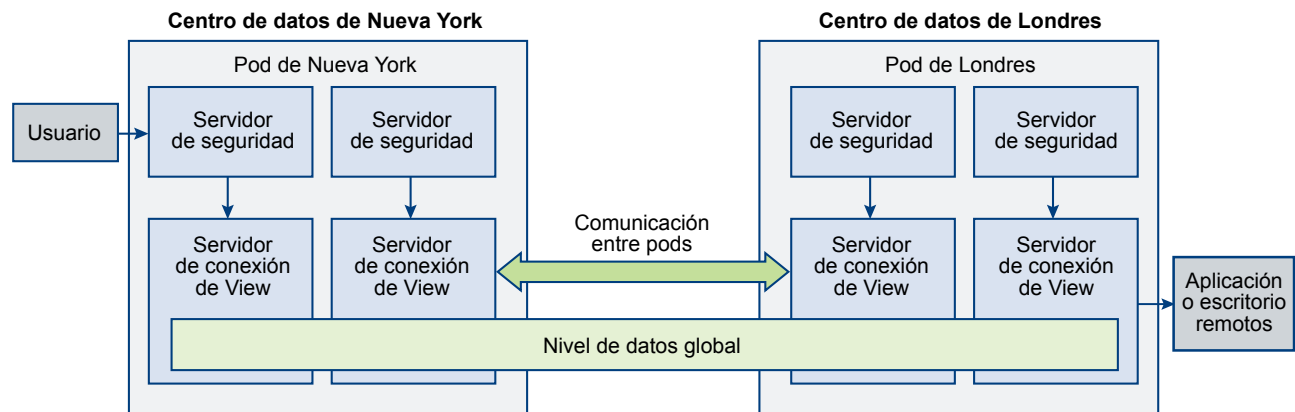 Centro de datos de Nueva York
Pod de Nueva York
Usuario
Servidor
de seguridad
Servidor
de seguridad
Servidor
de conexión
de View
Servidor
de conexión
de View
Comunicación
entre pods
Centro de datos de Londres
Pod de Londres
Servidor
de seguridad
Servidor
de seguridad
Servidor
de conexión
de View
Servidor
de conexión
de View
Aplicación
o escritorio
remotos
Nivel de datos global